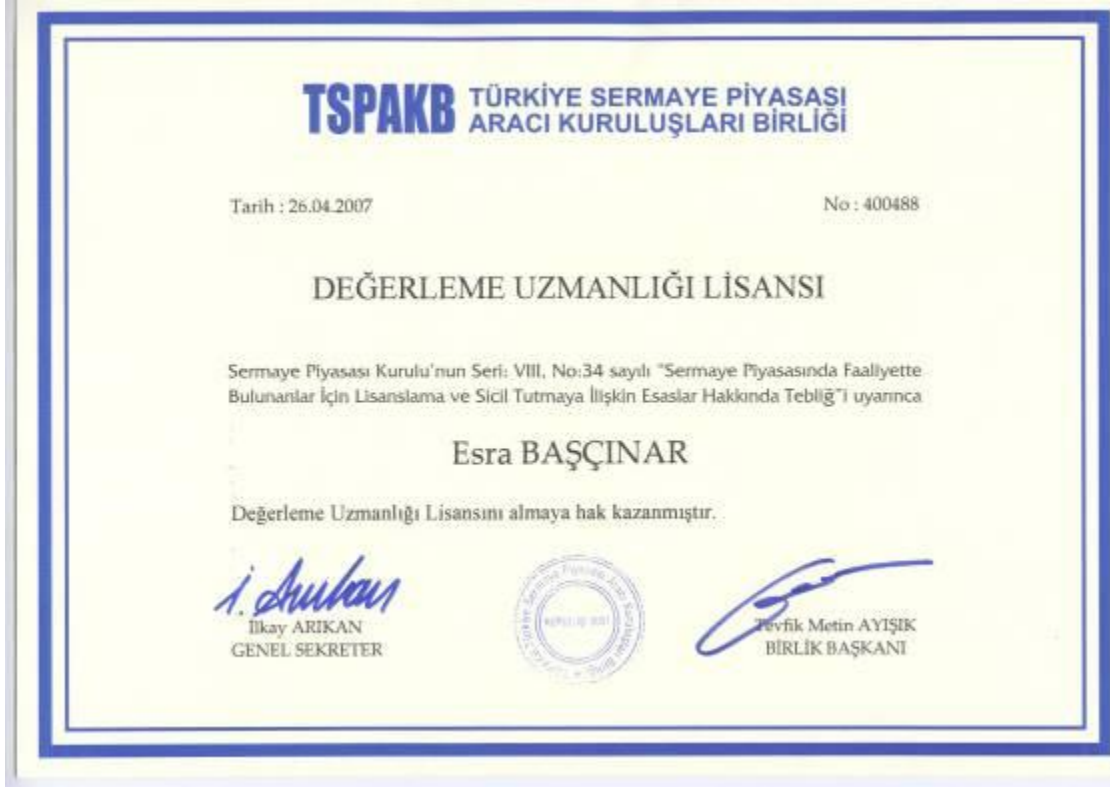 TSPAKB TÜRKİYE SERMAYE PİYASASI
ARACI KURULUŞLARI BİRLİĞİ
Tarih : 26.04.2007 No : 400488
DEĞERLEME UZMANLIĞI LİSANSI
Sermaye Piyasası Kurulu'nun Seri: VIII, No:34 sayılı "Sermaye Piyasasında Faaliyette
Bulunanlar İçin Lisanslama ve Sicil Tutmaya İlişkin Esaslar Hakkında Tebliğ"i uyarınca
Esra BAŞÇINAR
Değerleme Uzmanlığı Lisansını almaya hak kazanmıştır.
İlkay ARIKAN
GENEL SEKRETER
Tevfik Metin AYIŞIK
BİRLİK BAŞKANI